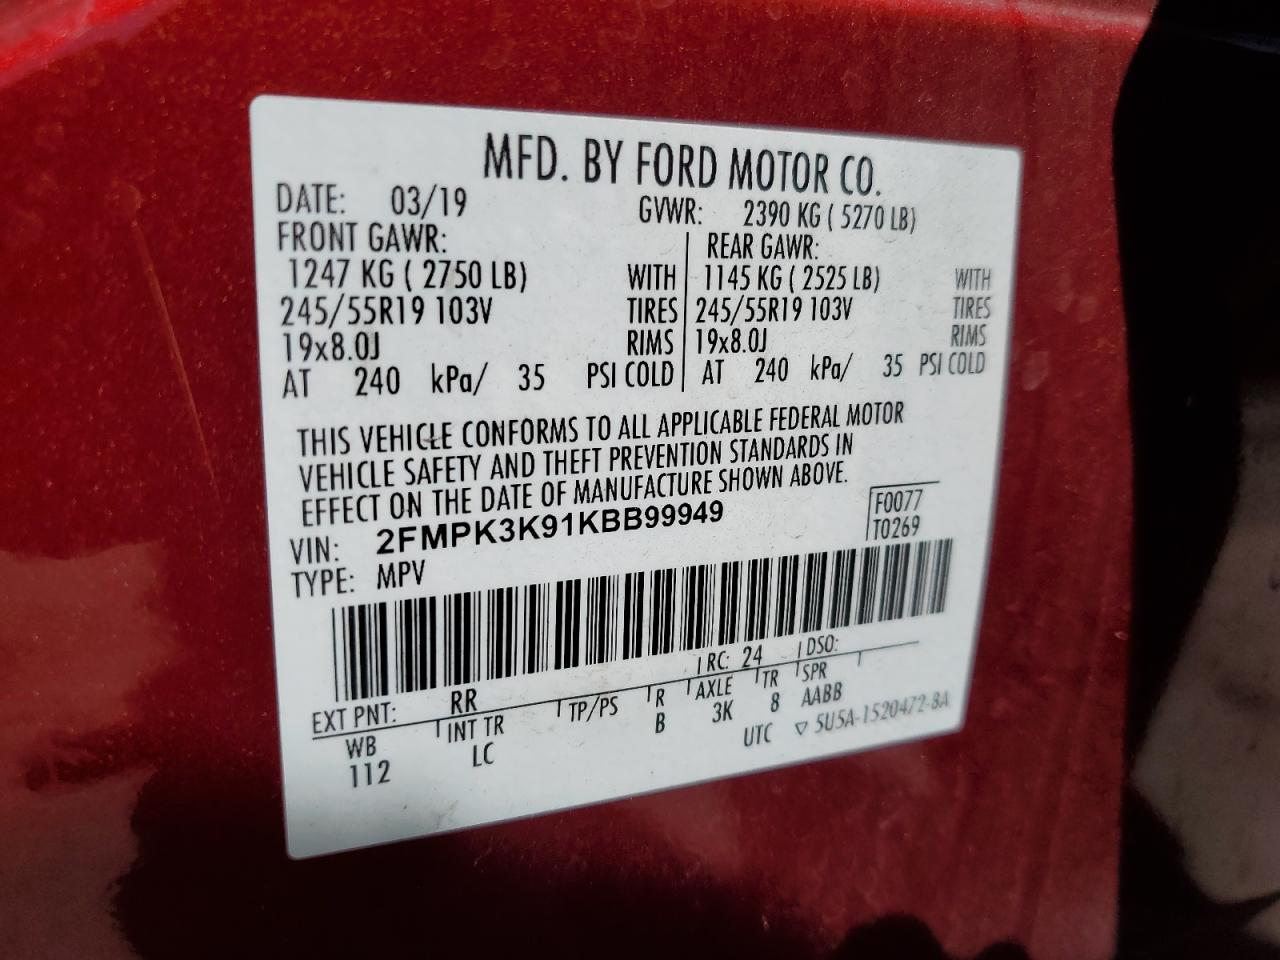 MFD. BY FORD MOTOR CO.
DATE: 03/19 GVWR: 2390 KG ( 5270 LB)
FRONT GAWR: REAR GAWR:
1247 KG ( 2750 LB) WITH 1145 KG ( 2525 LB) WITH
245/55R19 103V TIRES 245/55R19 103V TIRES
19x8.0J RIMS 19x8.0J RIMS
AT 240 kPa/ 35 PSI COLD AT 240 kPa/ 35 PSI COLD
THIS VEHICLE CONFORMS TO ALL APPLICABLE FEDERAL MOTOR
VEHICLE SAFETY AND THEFT PREVENTION STANDARDS IN
EFFECT ON THE DATE OF MANUFACTURE SHOWN ABOVE.
VIN: 2FMPK3K91KBB99949 F0077
TYPE: MPV T0269
EXT PNT: RR RC: 24 DSO:
WB INT TR TP/PS R AXLE TR SPR
112 LC B 3K 8 AABB
UTC ▽ 5U5A-1520472-BA